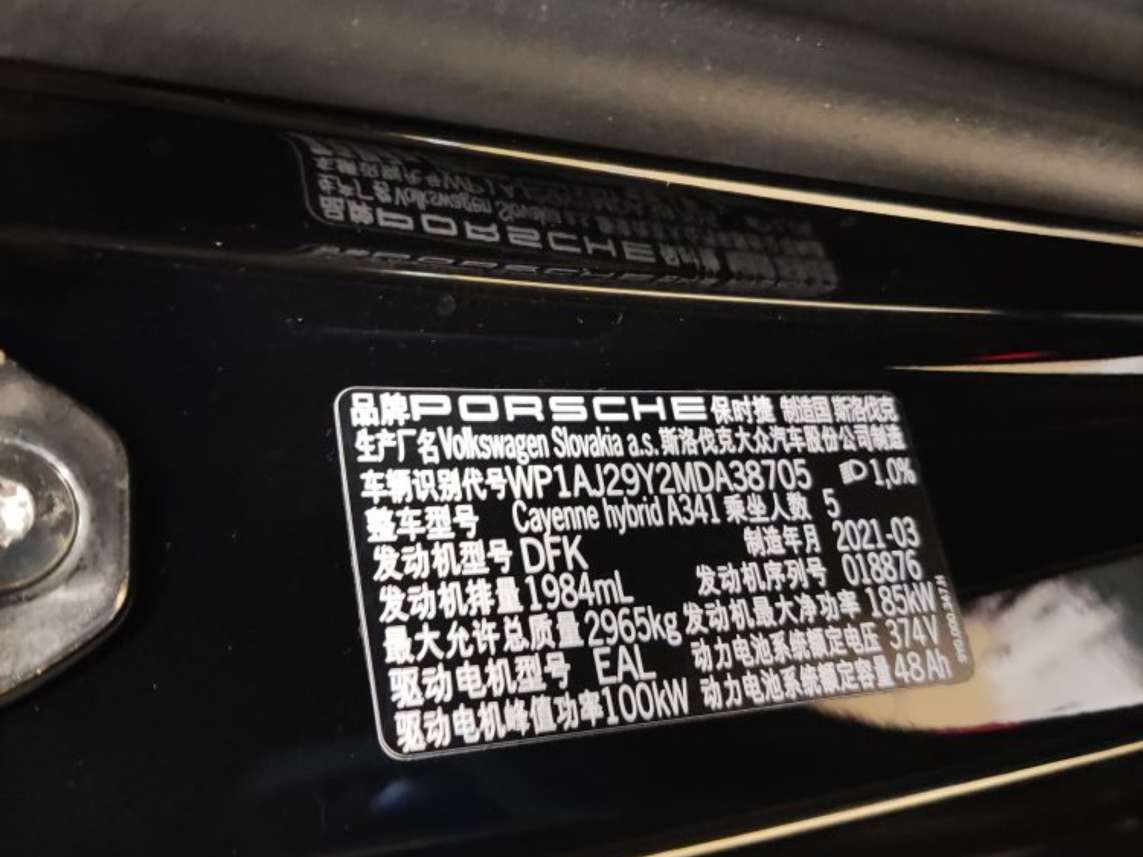 品牌PORSCHE 保时捷 制造国 斯洛伐克
生产厂名Volkswagen Slovakia a.s. 斯洛伐克大众汽车股份公司制造
车辆识别代号WP1AJ29Y2MDA38705 1,0%
整车型号 Cayenne hybrid A341 乘坐人数 5
发动机型号 DFK 制造年月 2021-03
发动机排量1984mL 发动机序列号 018876
最大允许总质量2965kg 发动机最大净功率 185kW
驱动电机型号 EAL 动力电池系统额定电压 374V
驱动电机峰值功率100kW 动力电池系统额定容量48Ah